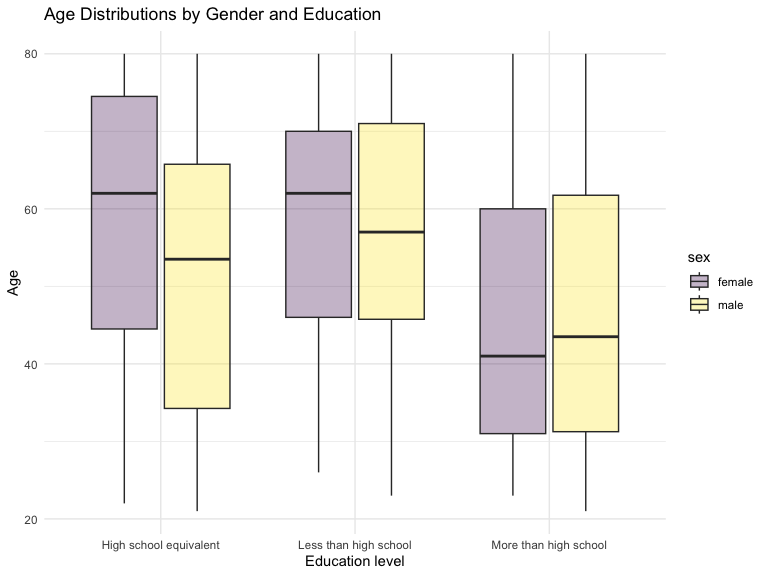 Age Distributions by Gender and Education
80
60
40
20
Age
High school equivalent
Less than high school
More than high school
Education level
sex
female
male